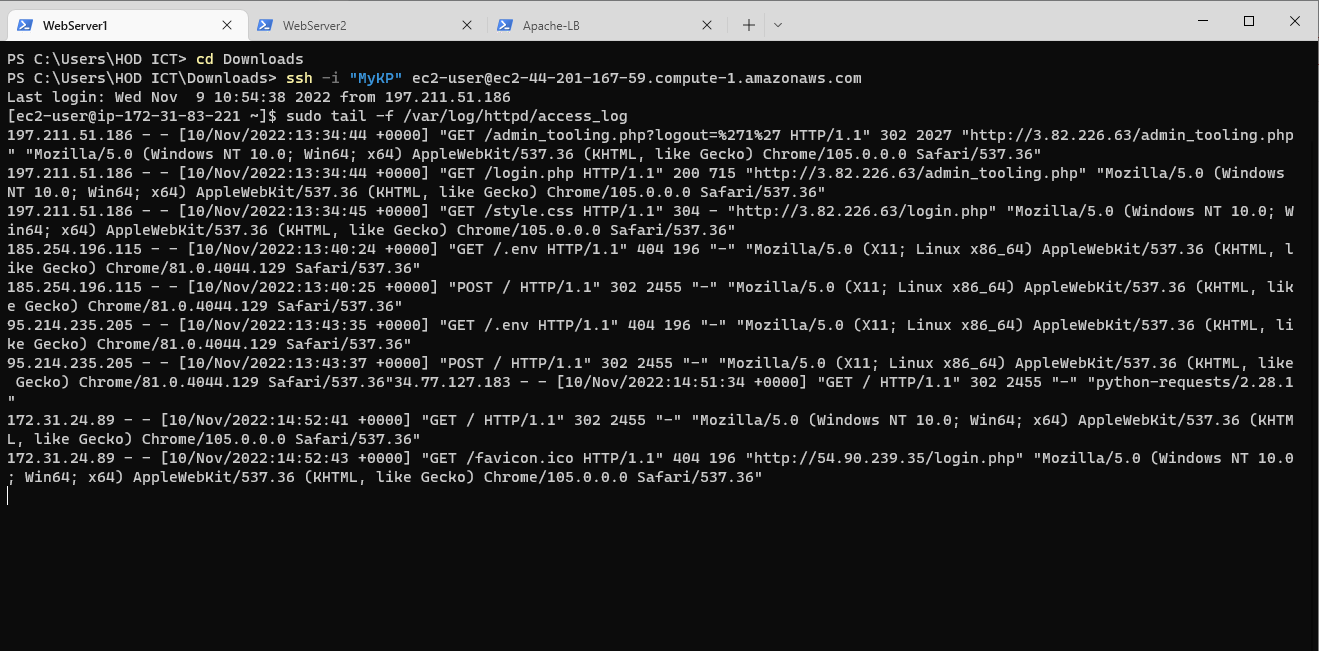 WebServer1
WebServer2
Apache-LB
PS C:\Users\HOD ICT> cd Downloads
PS C:\Users\HOD ICT\Downloads> ssh -i "MyKP" ec2-user@ec2-44-201-167-59.compute-1.amazonaws.com
Last login: Wed Nov  9 10:54:38 2022 from 197.211.51.186
[ec2-user@ip-172-31-83-221 ~]$ sudo tail -f /var/log/httpd/access_log
197.211.51.186 - - [10/Nov/2022:13:34:44 +0000] "GET /admin_tooling.php?logout=%271%27 HTTP/1.1" 302 2027 "http://3.82.226.63/admin_tooling.php
" "Mozilla/5.0 (Windows NT 10.0; Win64; x64) AppleWebKit/537.36 (KHTML, like Gecko) Chrome/105.0.0.0 Safari/537.36"
197.211.51.186 - - [10/Nov/2022:13:34:44 +0000] "GET /login.php HTTP/1.1" 200 715 "http://3.82.226.63/admin_tooling.php" "Mozilla/5.0 (Windows
NT 10.0; Win64; x64) AppleWebKit/537.36 (KHTML, like Gecko) Chrome/105.0.0.0 Safari/537.36"
197.211.51.186 - - [10/Nov/2022:13:34:45 +0000] "GET /style.css HTTP/1.1" 304 - "http://3.82.226.63/login.php" "Mozilla/5.0 (Windows NT 10.0; W
in64; x64) AppleWebKit/537.36 (KHTML, like Gecko) Chrome/105.0.0.0 Safari/537.36"
185.254.196.115 - - [10/Nov/2022:13:40:24 +0000] "GET /.env HTTP/1.1" 404 196 "-" "Mozilla/5.0 (X11; Linux x86_64) AppleWebKit/537.36 (KHTML, l
ike Gecko) Chrome/81.0.4044.129 Safari/537.36"
185.254.196.115 - - [10/Nov/2022:13:40:25 +0000] "POST / HTTP/1.1" 302 2455 "-" "Mozilla/5.0 (X11; Linux x86_64) AppleWebKit/537.36 (KHTML, lik
e Gecko) Chrome/81.0.4044.129 Safari/537.36"
95.214.235.205 - - [10/Nov/2022:13:43:35 +0000] "GET /.env HTTP/1.1" 404 196 "-" "Mozilla/5.0 (X11; Linux x86_64) AppleWebKit/537.36 (KHTML, li
ke Gecko) Chrome/81.0.4044.129 Safari/537.36"
95.214.235.205 - - [10/Nov/2022:13:43:37 +0000] "POST / HTTP/1.1" 302 2455 "-" "Mozilla/5.0 (X11; Linux x86_64) AppleWebKit/537.36 (KHTML, like
 Gecko) Chrome/81.0.4044.129 Safari/537.36"34.77.127.183 - - [10/Nov/2022:14:51:34 +0000] "GET / HTTP/1.1" 302 2455 "-" "python-requests/2.28.1
"
172.31.24.89 - - [10/Nov/2022:14:52:41 +0000] "GET / HTTP/1.1" 302 2455 "-" "Mozilla/5.0 (Windows NT 10.0; Win64; x64) AppleWebKit/537.36 (KHTM
L, like Gecko) Chrome/105.0.0.0 Safari/537.36"
172.31.24.89 - - [10/Nov/2022:14:52:43 +0000] "GET /favicon.ico HTTP/1.1" 404 196 "http://54.90.239.35/login.php" "Mozilla/5.0 (Windows NT 10.0
; Win64; x64) AppleWebKit/537.36 (KHTML, like Gecko) Chrome/105.0.0.0 Safari/537.36"